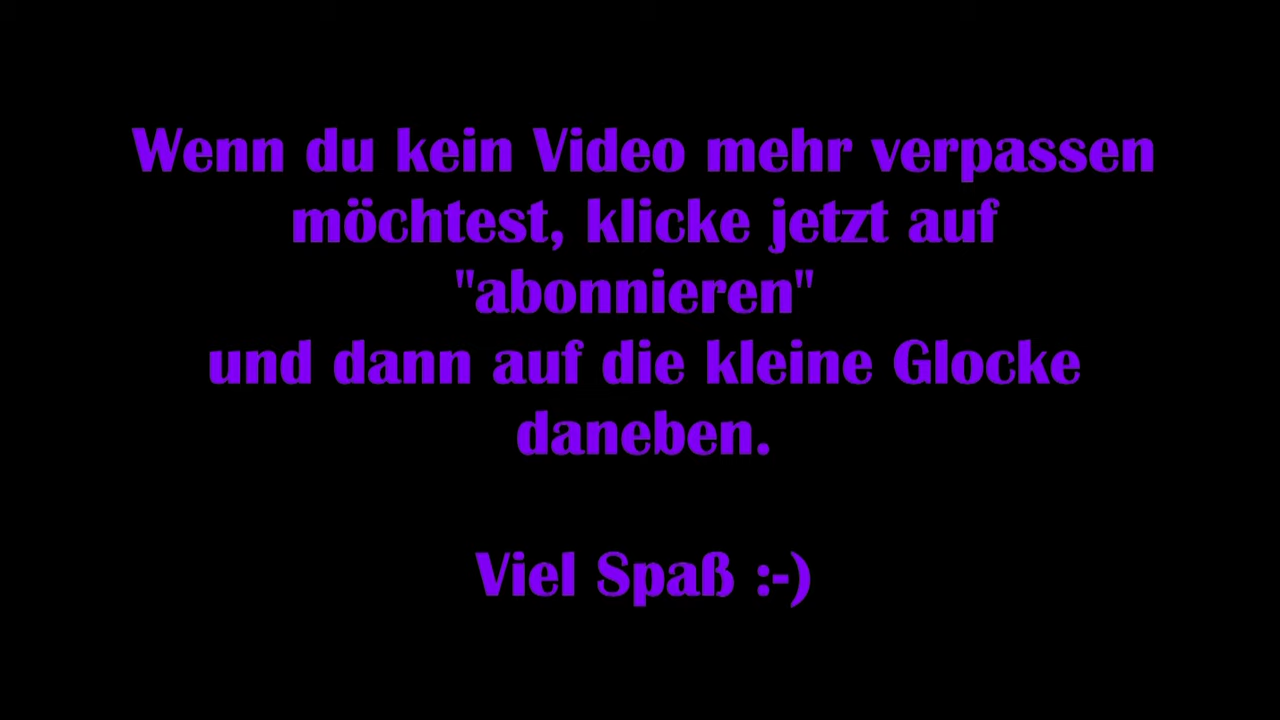 Wenn du kein Video mehr verpassen
möchtest, klicke jetzt auf
"abonnieren"
und dann auf die kleine Glocke
daneben.
Viel Spaß :-)